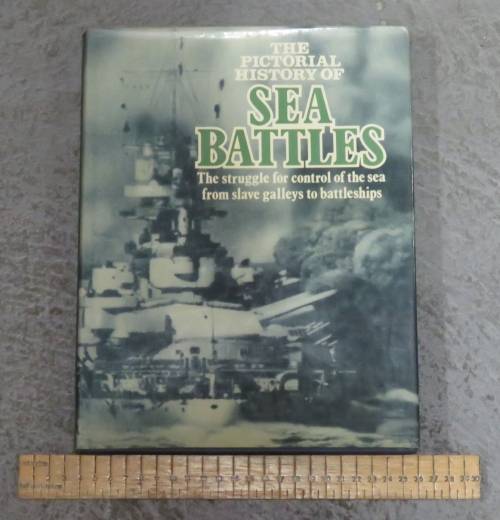 THE
PICTORIAL
HISTORY OF
SEA
BATTLES
The struggle for control of the sea
from slave galleys to battleships